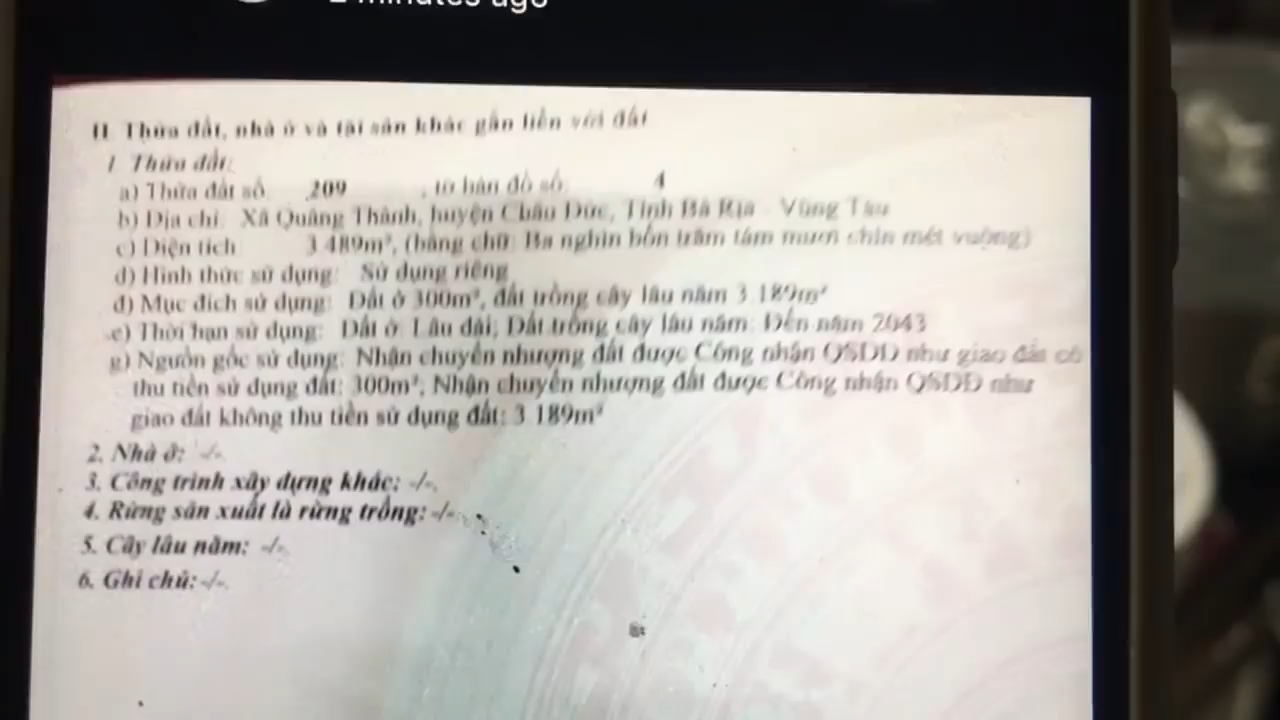 2 minutes ago
II. Thửa đất, nhà ở và tài sản khác gắn liền với đất
1. Thửa đất:
a) Thửa đất số: 209 , tờ bản đồ số: 4
b) Địa chỉ: Xã Quảng Thành, huyện Châu Đức, Tỉnh Bà Rịa - Vũng Tàu
c) Diện tích: 3 489m², (bằng chữ: Ba nghìn bốn trăm tám mươi chín mét vuông)
d) Hình thức sử dụng: Sử dụng riêng
đ) Mục đích sử dụng: Đất ở 300m², đất trồng cây lâu năm 3 189m²
e) Thời hạn sử dụng: Đất ở: Lâu dài; Đất trồng cây lâu năm: Đến năm 2043
g) Nguồn gốc sử dụng: Nhận chuyển nhượng đất được Công nhận QSDĐ như giao đất có
thu tiền sử dụng đất: 300m²; Nhận chuyển nhượng đất được Công nhận QSDĐ như
giao đất không thu tiền sử dụng đất: 3 189m²
2. Nhà ở: -/-.
3. Công trình xây dựng khác: -/-.
4. Rừng sản xuất là rừng trồng: -/-.
5. Cây lâu năm: -/-.
6. Ghi chú: -/-.